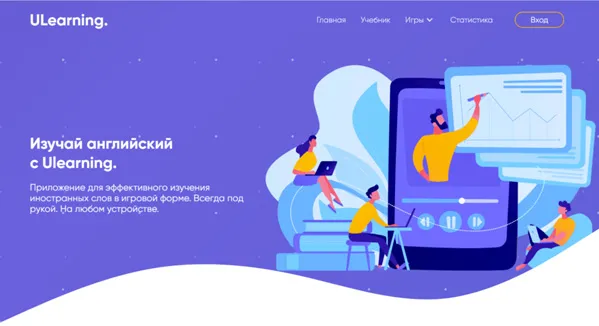 ULearning.
Главная
Учебник
Игры
Статистика
Вход
Изучай английский
с Ulearning.
Приложение для эффективного изучения
иностранных слов в игровой форме. Всегда под
рукой. На любом устройстве.